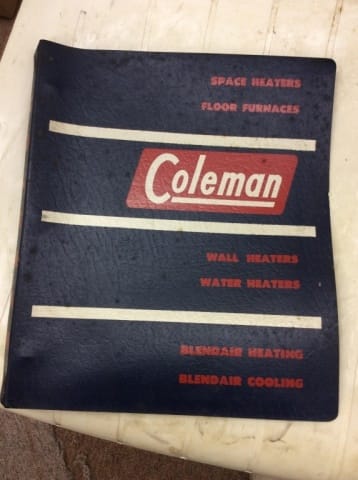 SPACE HEATERS
FLOOR FURNACES
Coleman
WALL HEATERS
WATER HEATERS
BLENDAIR HEATING
BLENDAIR COOLING